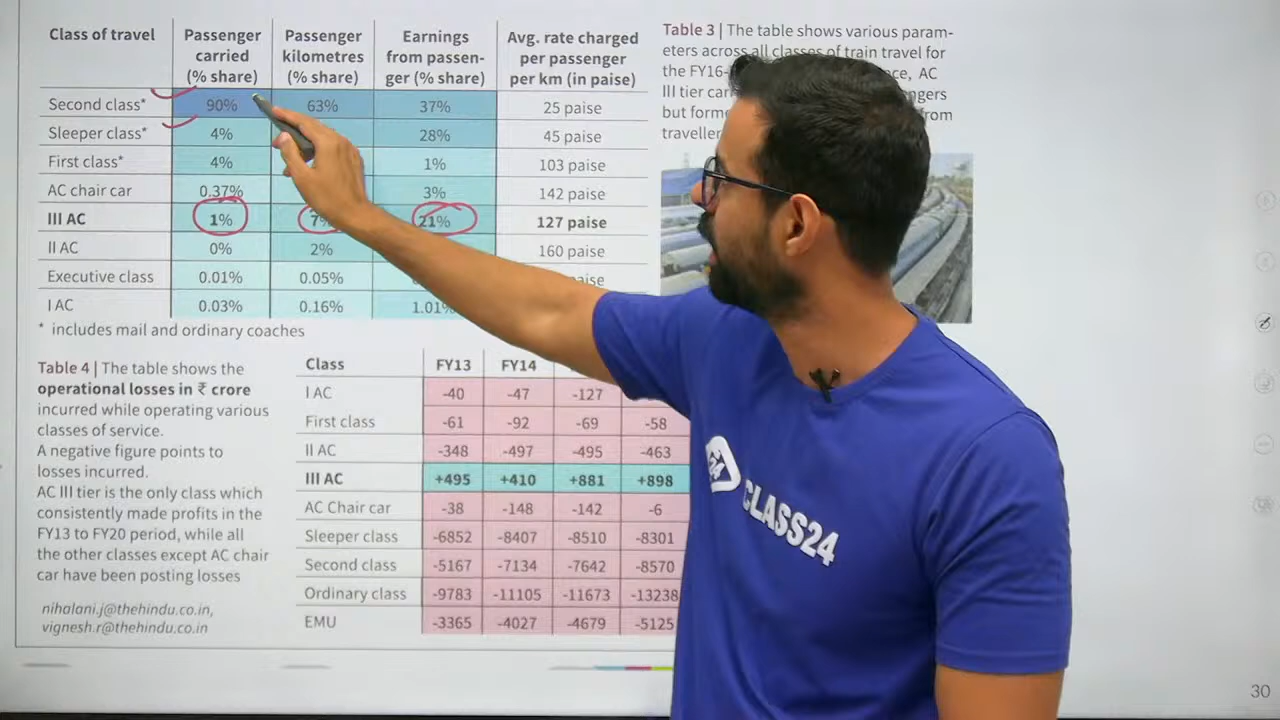 Class of travel
Passenger carried (% share)
Passenger kilometres (% share)
Earnings from passen- ger (% share)
Avg. rate charged per passenger per km (in paise)
Second class* 90% 63% 37% 25 paise
Sleeper class* 4% 28% 45 paise
First class* 4% 1% 103 paise
AC chair car 0.37% 3% 142 paise
III AC 1% 7% 21% 127 paise
II AC 0% 2% 160 paise
Executive class 0.01% 0.05%
I AC 0.03% 0.16% 1.01%
* includes mail and ordinary coaches
Table 3 | The table shows various param-
eters across all classes of train travel for
the FY16-
AC
III tier
but
Table 4 | The table shows the
operational losses in ₹ crore
incurred while operating various
classes of service.
A negative figure points to
losses incurred.
AC III tier is the only class which
consistently made profits in the
FY13 to FY20 period, while all
the other classes except AC chair
car have been posting losses
nihalani.j@thehindu.co.in,
vignesh.r@thehindu.co.in
Class FY13 FY14
I AC -40 -47 -127
First class -61 -92 -69 -58
II AC -348 -497 -495 -463
III AC +495 +410 +881 +898
AC Chair car -38 -148 -142 -6
Sleeper class -6852 -8407 -8510 -8301
Second class -5167 -7134 -7642 -8570
Ordinary class -9783 -11105 -11673 -13238
EMU -3365 -4027 -4679 -5125
24
CLASS24
30